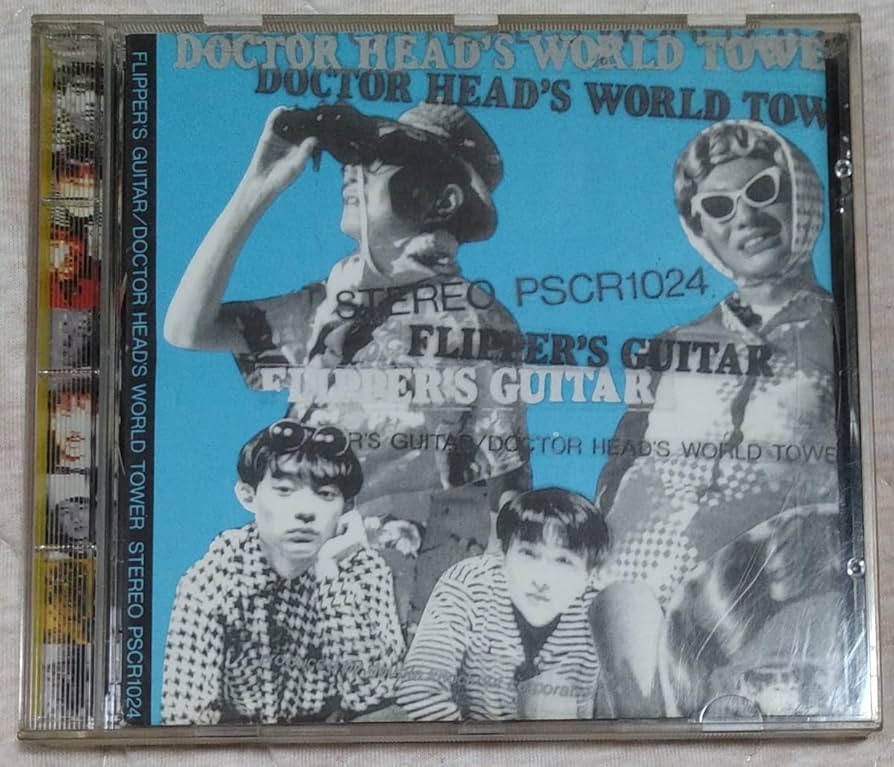 DOCTOR HEAD'S WORLD TOWE
DOCTOR HEAD'S WORLD TOW
STEREO PSCR1024
FLIPPER'S GUITAR
FLIPPER'S GUITAR
R'S GUITAR/DOCTOR HEAD'S WORLD TOWE
FLIPPER'S GUITAR/DOCTOR HEAD'S WORLD TOWER STEREO PSCR1024